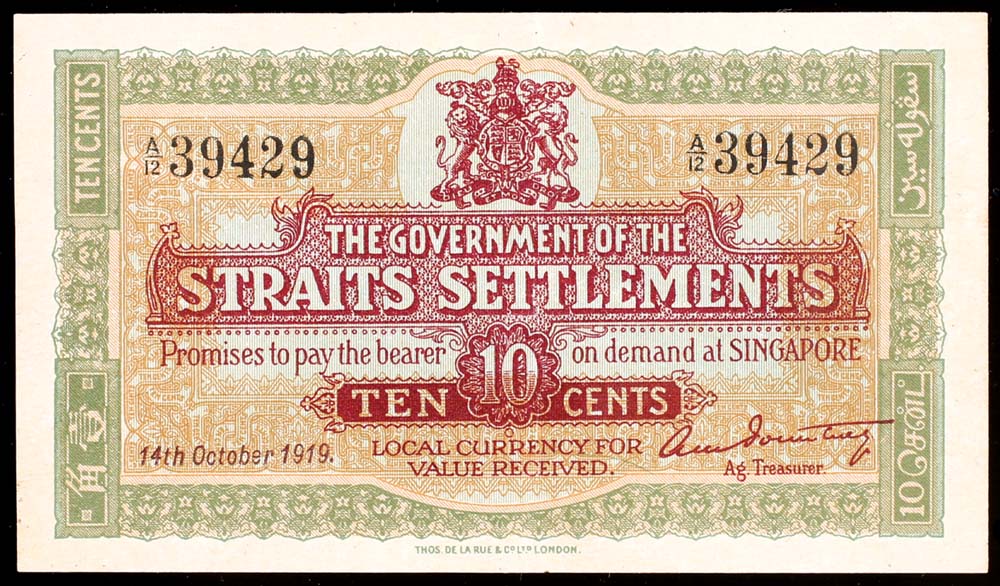 TEN CENTS
سفوله سين
A/12 39429
A/12 39429
THE GOVERNMENT OF THE
STRAITS SETTLEMENTS
Promises to pay the bearer 10 on demand at SINGAPORE
TEN CENTS
壹角
10 சென்ட்
14th October 1919.
LOCAL CURRENCY FOR
VALUE RECEIVED.
Ag. Treasurer.
THOS. DE LA RUE & CO LTD LONDON.